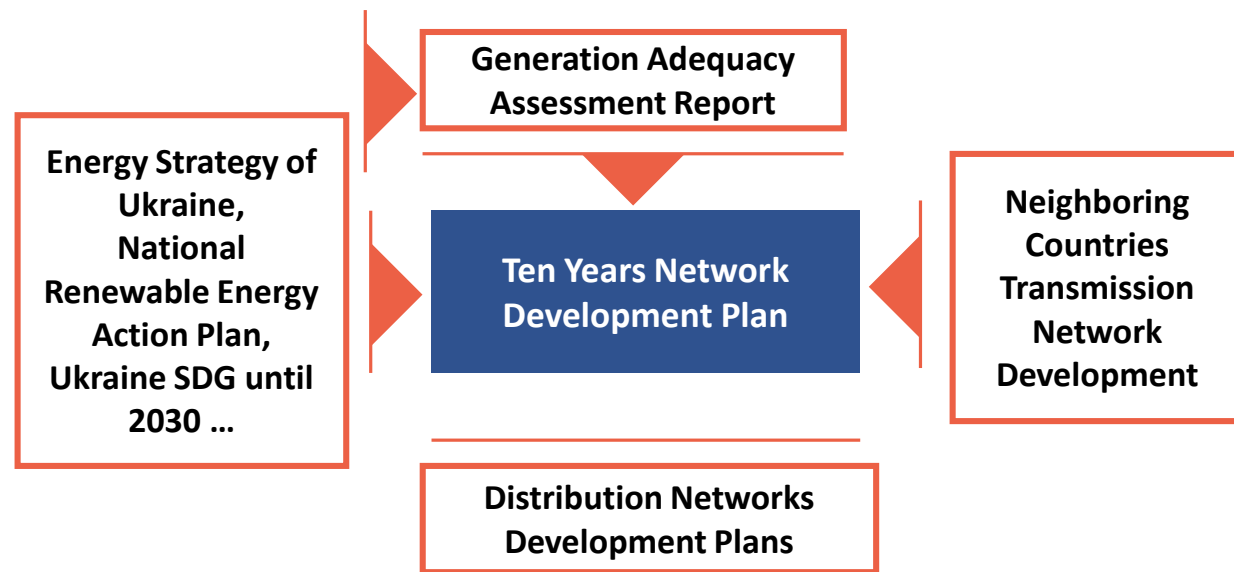 Generation Adequacy
Assessment Report
Energy Strategy of
Ukraine,
National
Renewable Energy
Action Plan,
Ukraine SDG until
2030 ...
Ten Years Network
Development Plan
Neighboring
Countries
Transmission
Network
Development
Distribution Networks
Development Plans